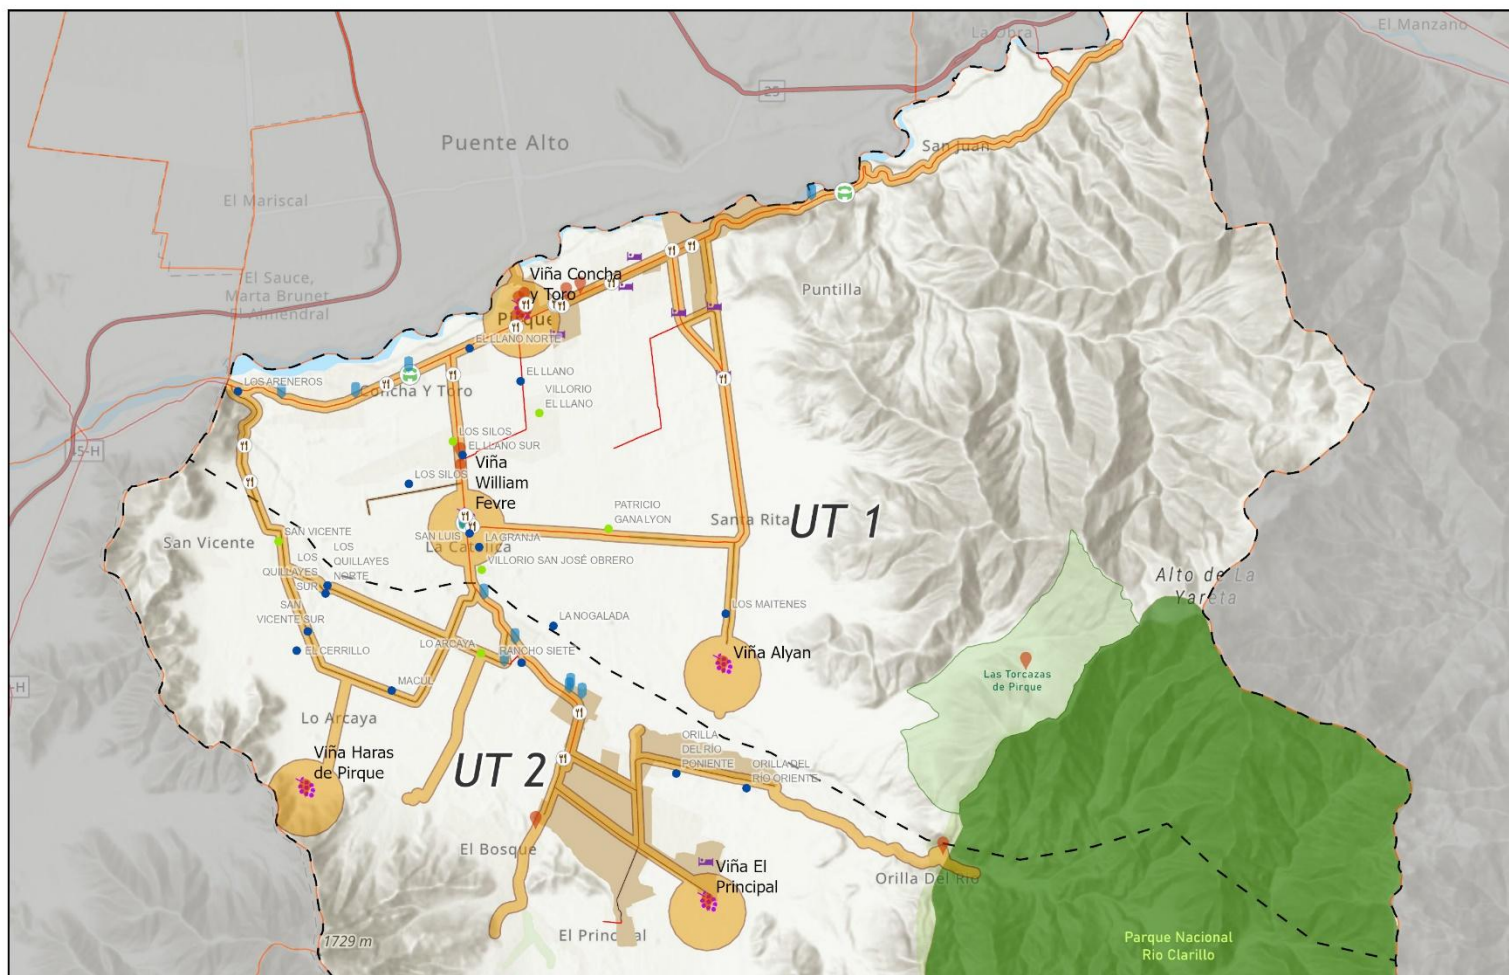 El Manzano
La Obra
25
Puente Alto
San Juan
El Mariscal
El Sauce,
Marta Brunet
El Almendral
Viña Concha
y Toro
Puntilla
Pirque
EL LLANO NORTE
LOS ARENEROS
Concha Y Toro
EL LLANO
VILLORIO
EL LLANO
LOS SILOS
EL LLANO SUR
Viña
William
Fevre
LOS SILOS
PATRICIO
GANA LYON
Santa Rita
UT 1
San Vicente
SAN VICENTE
SAN LUIS
LA GRANJA
La Católica
VILLORIO SAN JOSÉ OBRERO
LOS
QUILLAYES
NORTE
LOS
QUILLAYES
SUR
Alto de La
Yareta
SAN
VICENTE SUR
LOS MAITENES
LA NOGALADA
EL CERRILLO
LO ARCAYA
RANCHO SIETE
Viña Alyan
Las Torcazas
de Pirque
MACUL
Lo Arcaya
Viña Haras
de Pirque
UT 2
ORILLA
DEL RÍO
PONIENTE
ORILLA DEL
RÍO ORIENTE
El Bosque
Viña El
Principal
Orilla Del Río
El Principal
1729 m
Parque Nacional
Rio Clarillo